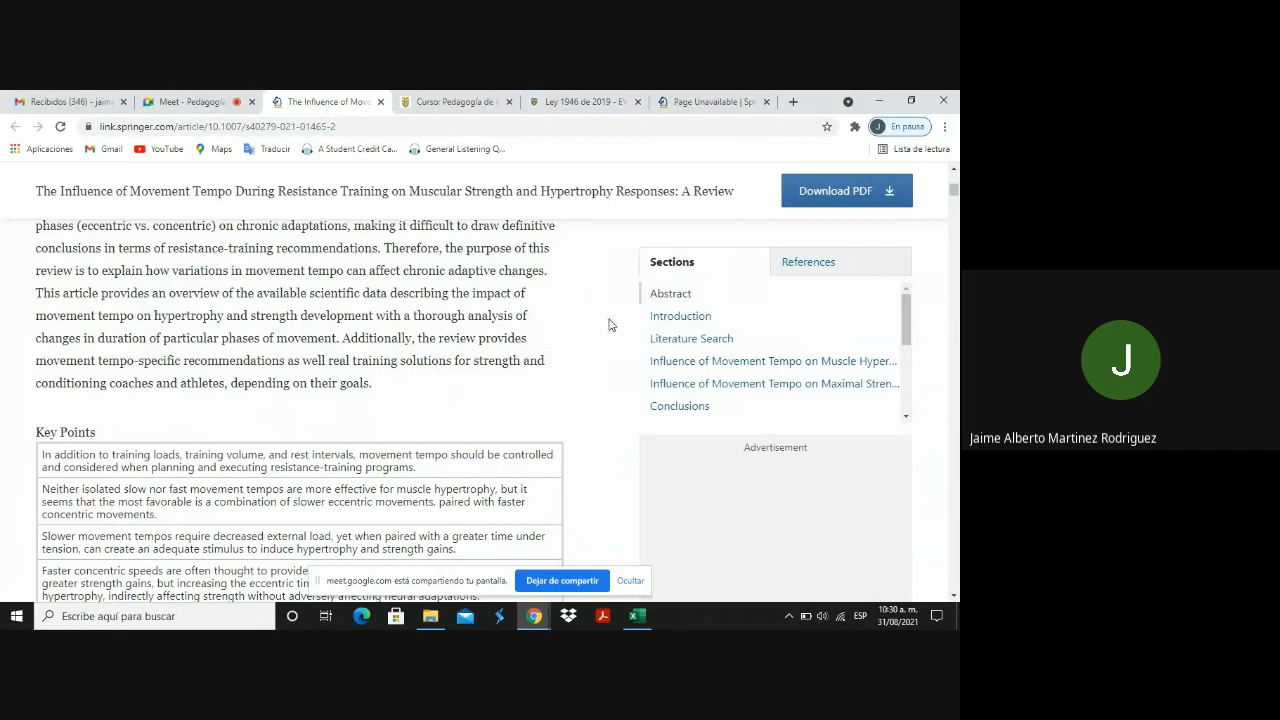 Recibidos (346) - jaim
Meet - Pedagogía
The Influence of Mov
Curso: Pedagogía de
Ley 1946 de 2019 - E
Page Unavailable | Sp
link.springer.com/article/10.1007/s40279-021-01465-2
J
En pausa
Aplicaciones
Gmail
YouTube
Maps
Traducir
A Student Credit Ca...
General Listening Q...
Lista de lectura
The Influence of Movement Tempo During Resistance Training on Muscular Strength and Hypertrophy Responses: A Review
Download PDF
phases (eccentric vs. concentric) on chronic adaptations, making it difficult to draw definitive
conclusions in terms of resistance-training recommendations. Therefore, the purpose of this
review is to explain how variations in movement tempo can affect chronic adaptive changes.
This article provides an overview of the available scientific data describing the impact of
movement tempo on hypertrophy and strength development with a thorough analysis of
changes in duration of particular phases of movement. Additionally, the review provides
movement tempo-specific recommendations as well real training solutions for strength and
conditioning coaches and athletes, depending on their goals.
Key Points
In addition to training loads, training volume, and rest intervals, movement tempo should be controlled
and considered when planning and executing resistance-training programs.
Neither isolated slow nor fast movement tempos are more effective for muscle hypertrophy, but it
seems that the most favorable is a combination of slower eccentric movements, paired with faster
concentric movements.
Slower movement tempos require decreased external load, yet when paired with a greater time under
tension, can create an adequate stimulus to induce hypertrophy and strength gains.
Faster concentric speeds are often thought to provide
greater strength gains, but increasing the eccentric tim
hypertrophy, indirectly affecting strength without adversely affecting neural adaptations.
Sections
References
Abstract
Introduction
Literature Search
Influence of Movement Tempo on Muscle Hyper...
Influence of Movement Tempo on Maximal Stren...
Conclusions
Advertisement
meet.google.com está compartiendo tu pantalla.
Dejar de compartir
Ocultar
Escribe aquí para buscar
ESP
10:30 a. m.
31/08/2021
J
Jaime Alberto Martinez Rodriguez